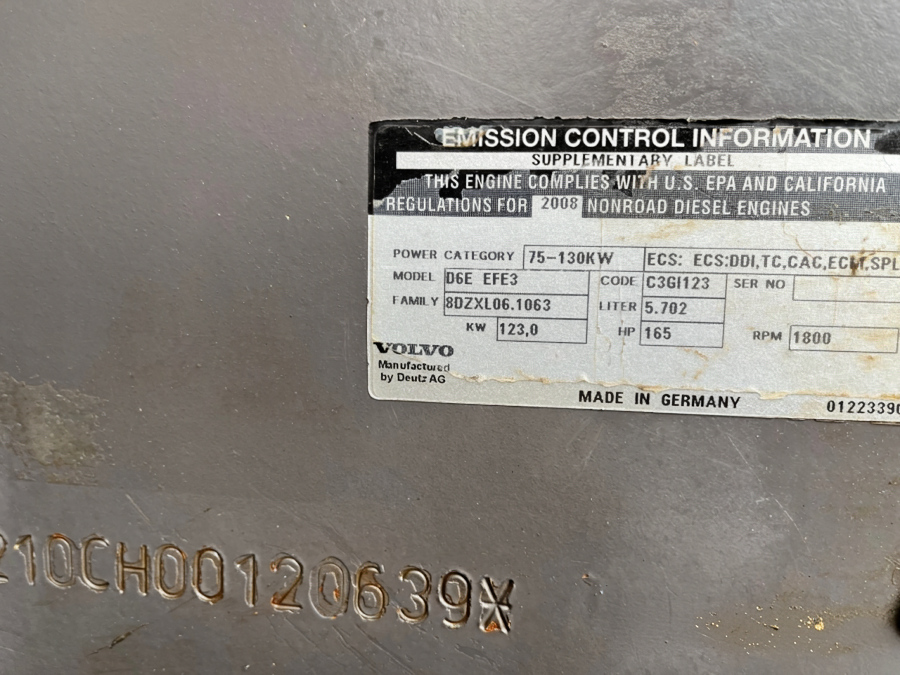 EMISSION CONTROL INFORMATION
SUPPLEMENTARY LABEL
THIS ENGINE COMPLIES WITH U.S. EPA AND CALIFORNIA
REGULATIONS FOR 2008 NONROAD DIESEL ENGINES
POWER CATEGORY 75-130KW ECS: ECS:DDI,TC,CAC,ECM,SPL
MODEL D6E EFE3 CODE C3GI123 SER NO
FAMILY 8DZXL06.1063 LITER 5.702
KW 123,0 HP 165 RPM 1800
VOLVO
Manufactured
by Deutz AG
MADE IN GERMANY 01223390
210CH00120639*